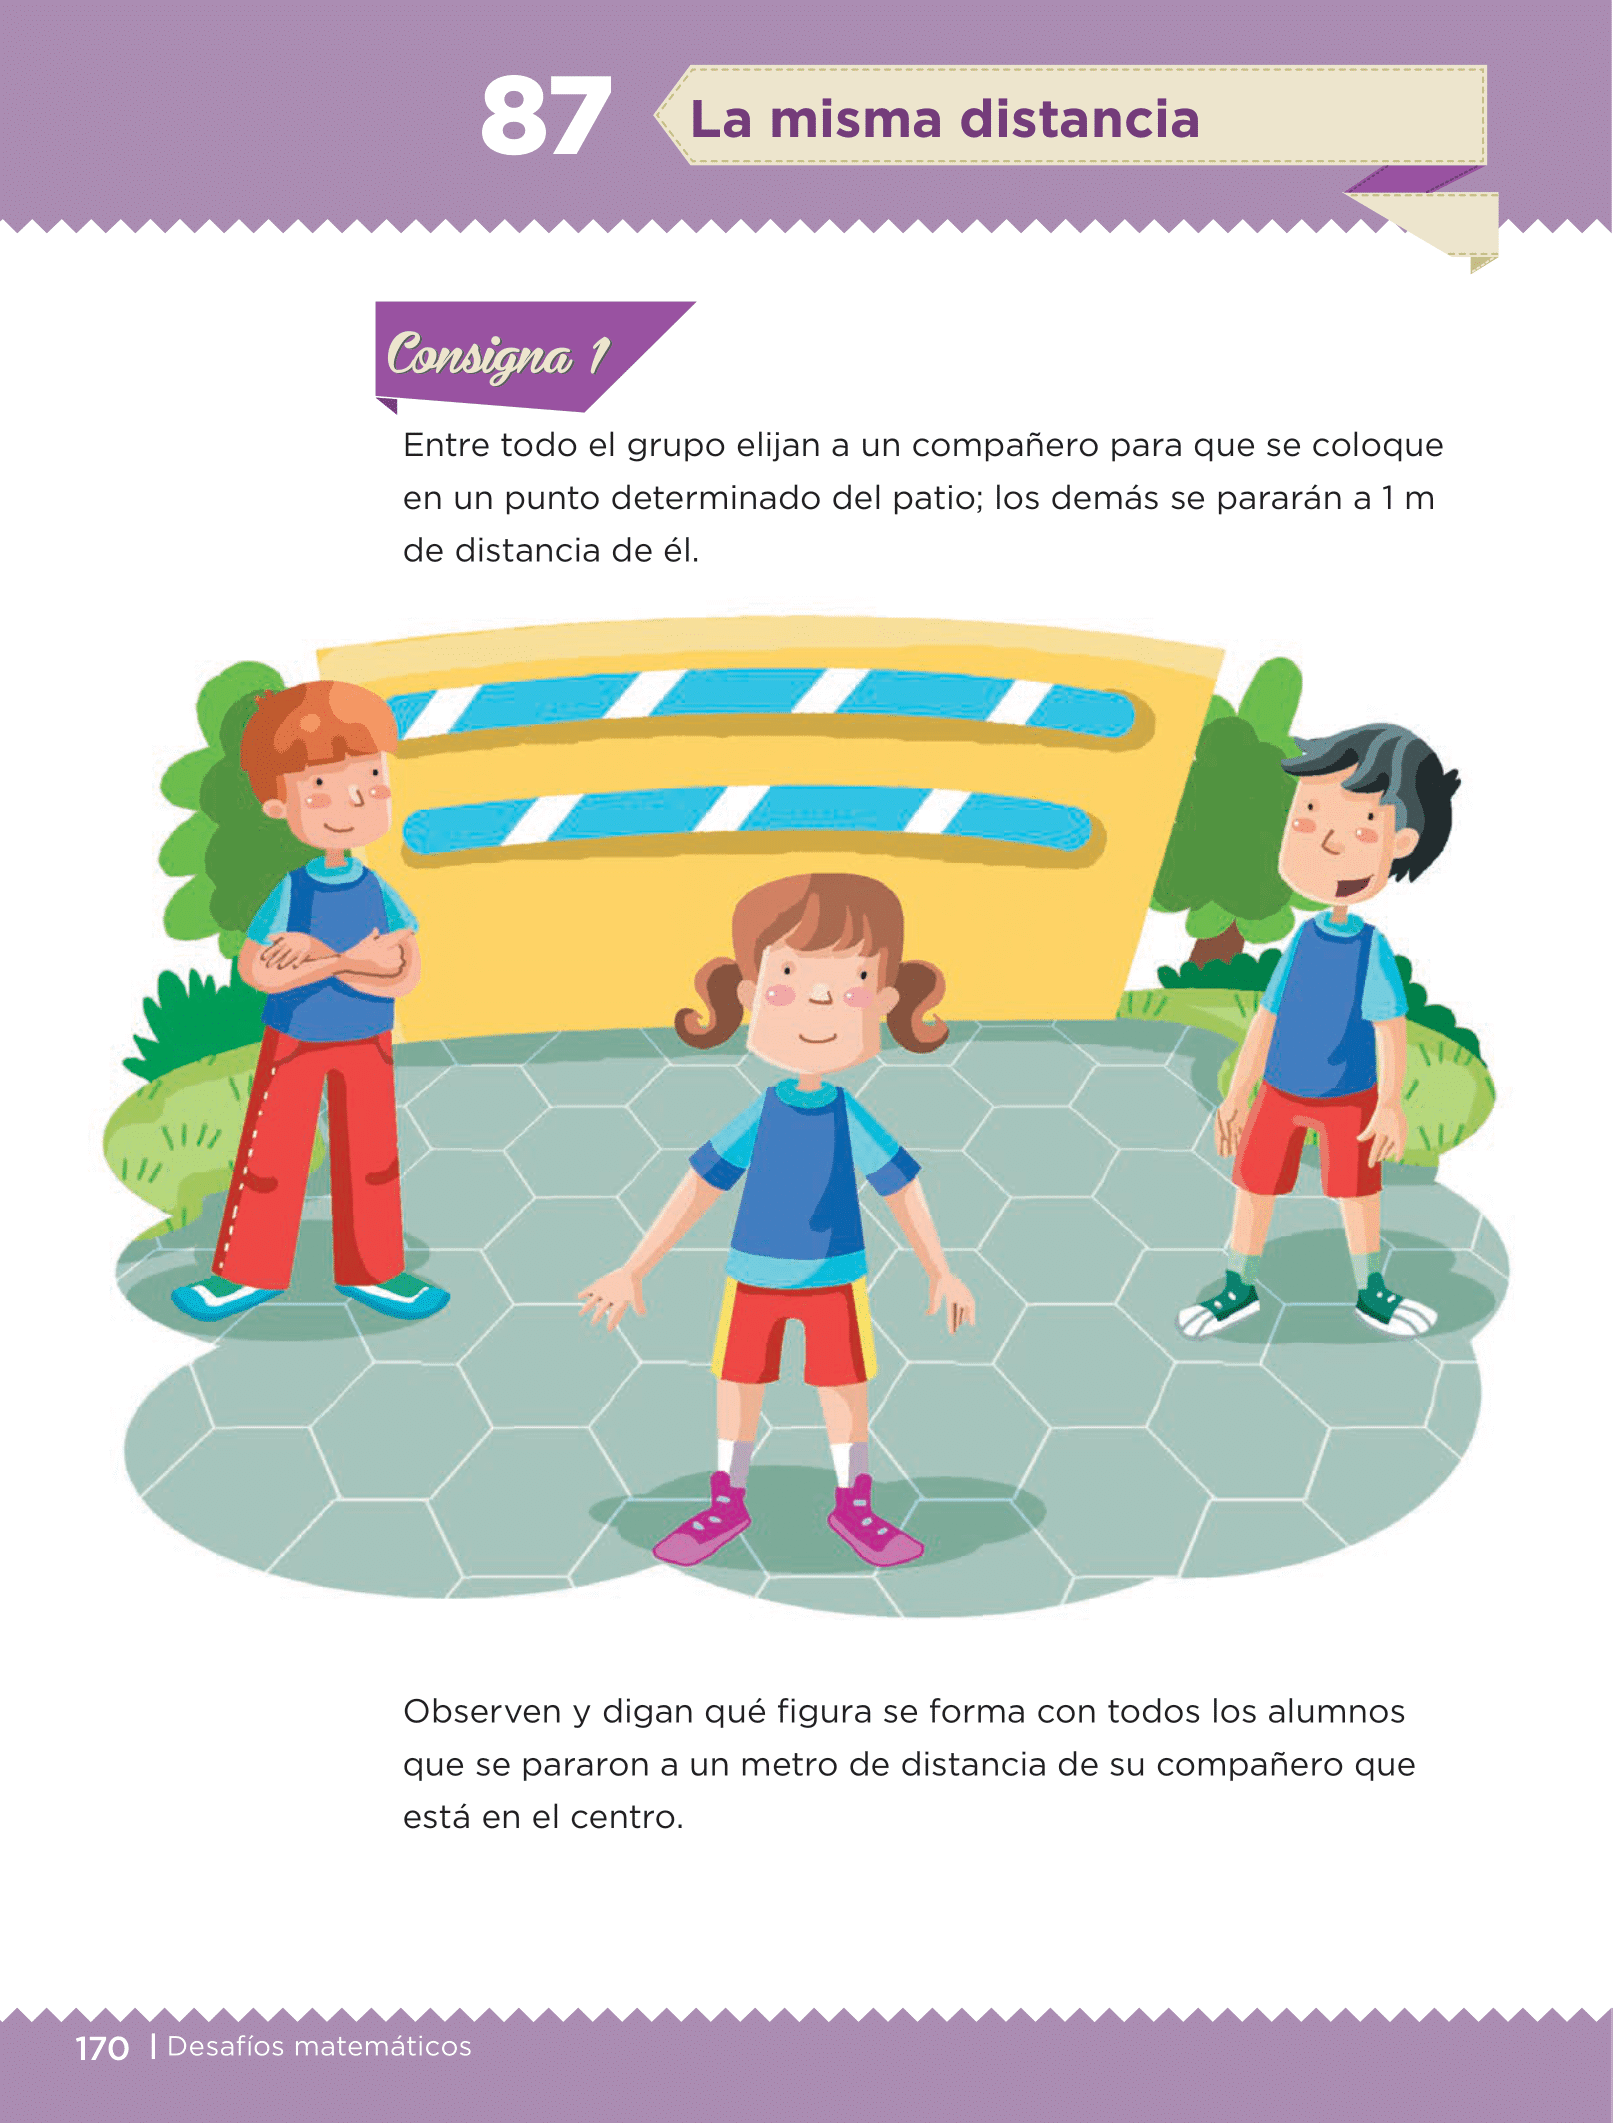 87
La misma distancia
Consigna 1
Entre todo el grupo elijan a un compañero para que se coloque
en un punto determinado del patio; los demás se pararán a 1 m
de distancia de él.
Observen y digan qué figura se forma con todos los alumnos
que se pararon a un metro de distancia de su compañero que
está en el centro.
170 | Desafíos matemáticos